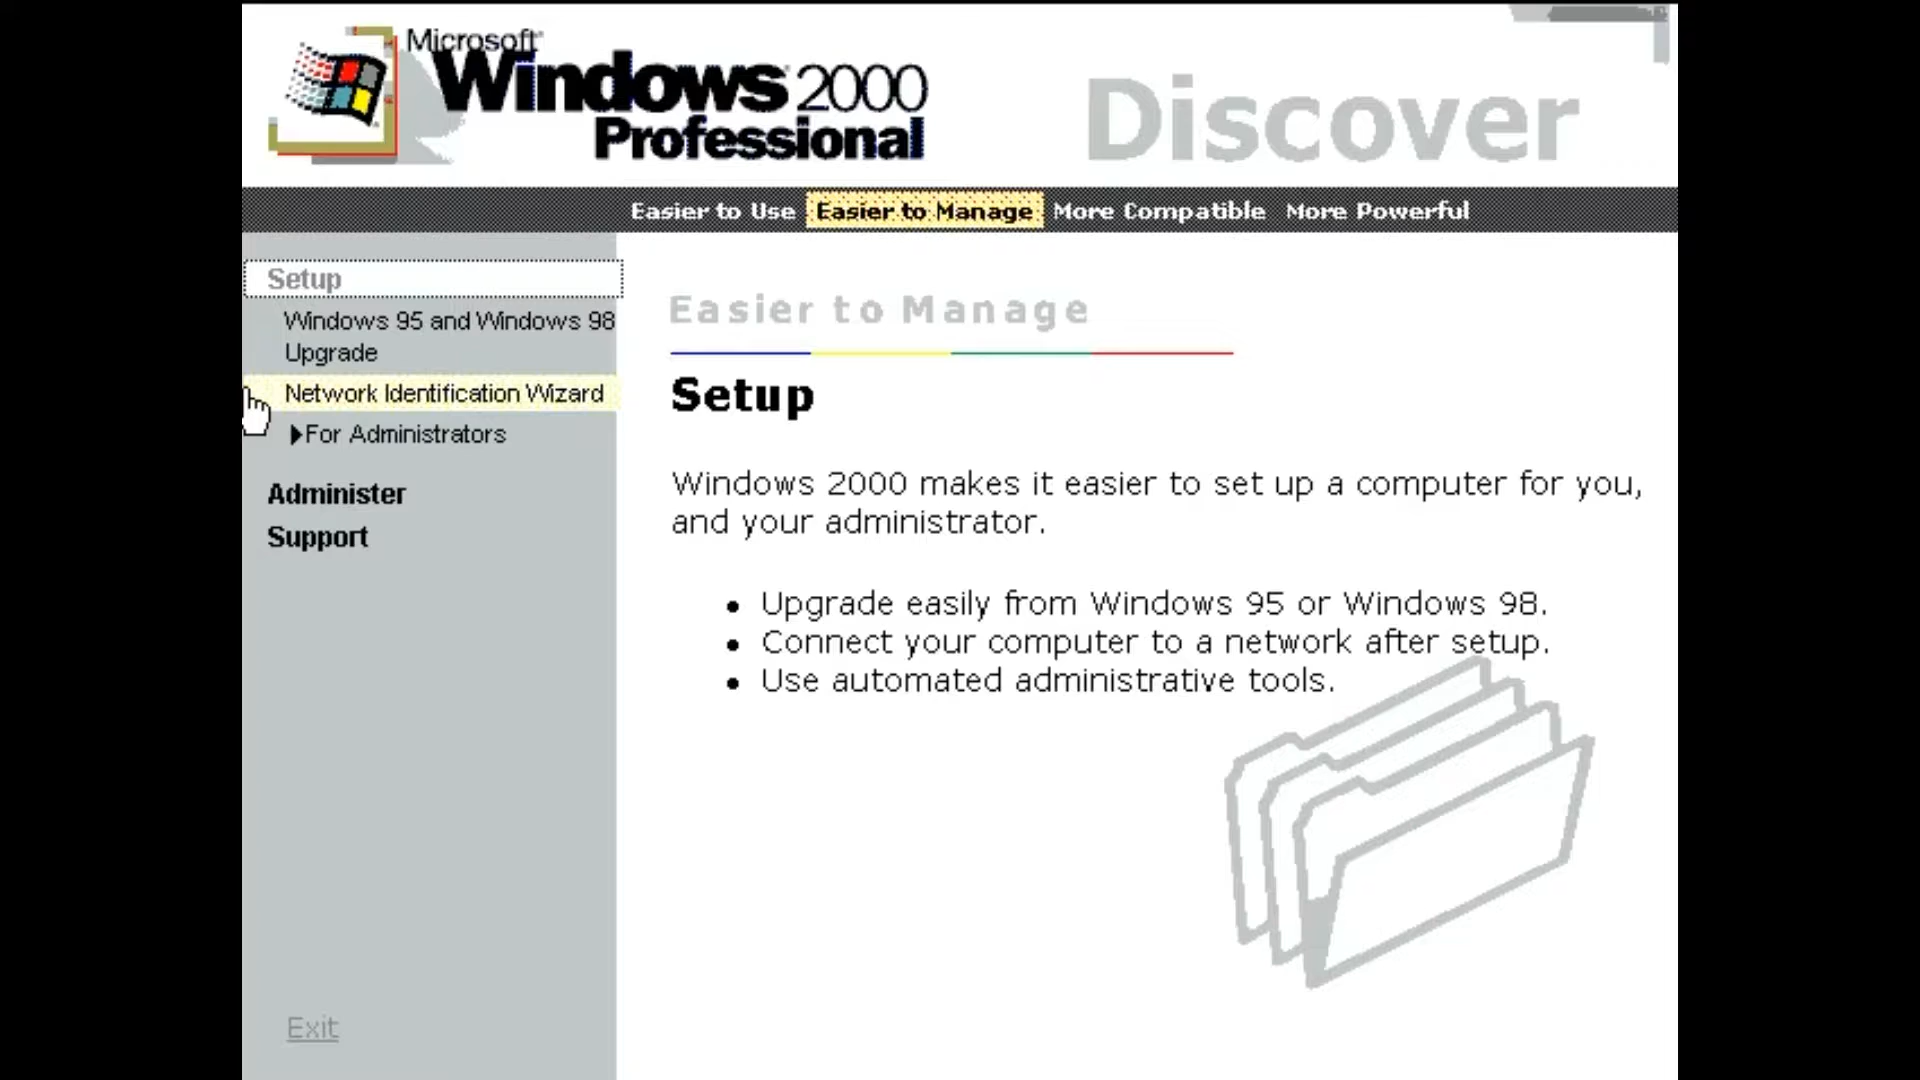 Microsoft
Windows 2000
Professional
Discover
Easier to Use Easier to Manage More Compatible More Powerful
Setup
Windows 95 and Windows 98
Upgrade
Network Identification Wizard
For Administrators
Administer
Support
Exit
Easier to Manage
Setup
Windows 2000 makes it easier to set up a computer for you,
and your administrator.
• Upgrade easily from Windows 95 or Windows 98.
• Connect your computer to a network after setup.
• Use automated administrative tools.